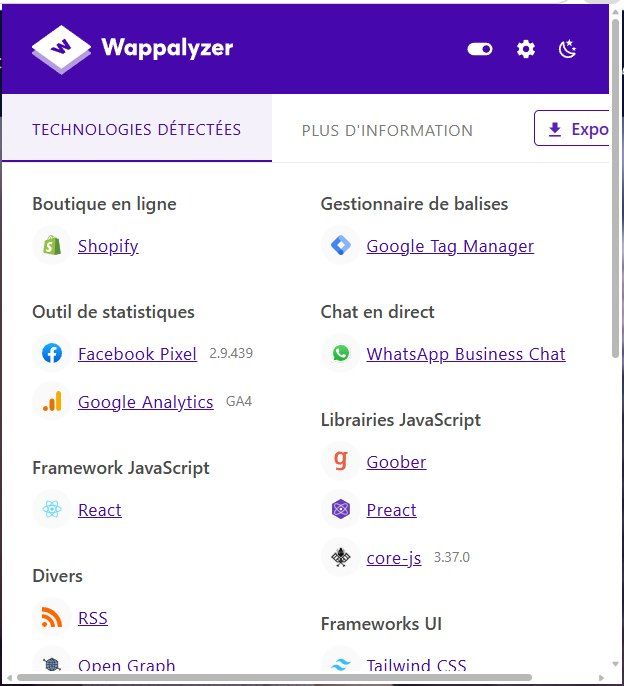 Wappalyzer
TECHNOLOGIES DÉTECTÉES
PLUS D'INFORMATION
Expo
Boutique en ligne
Shopify
Outil de statistiques
Facebook Pixel 2.9.439
Google Analytics GA4
Framework JavaScript
React
Divers
RSS
Open Graph
Gestionnaire de balises
Google Tag Manager
Chat en direct
WhatsApp Business Chat
Librairies JavaScript
Goober
Preact
core-js 3.37.0
Frameworks UI
Tailwind CSS